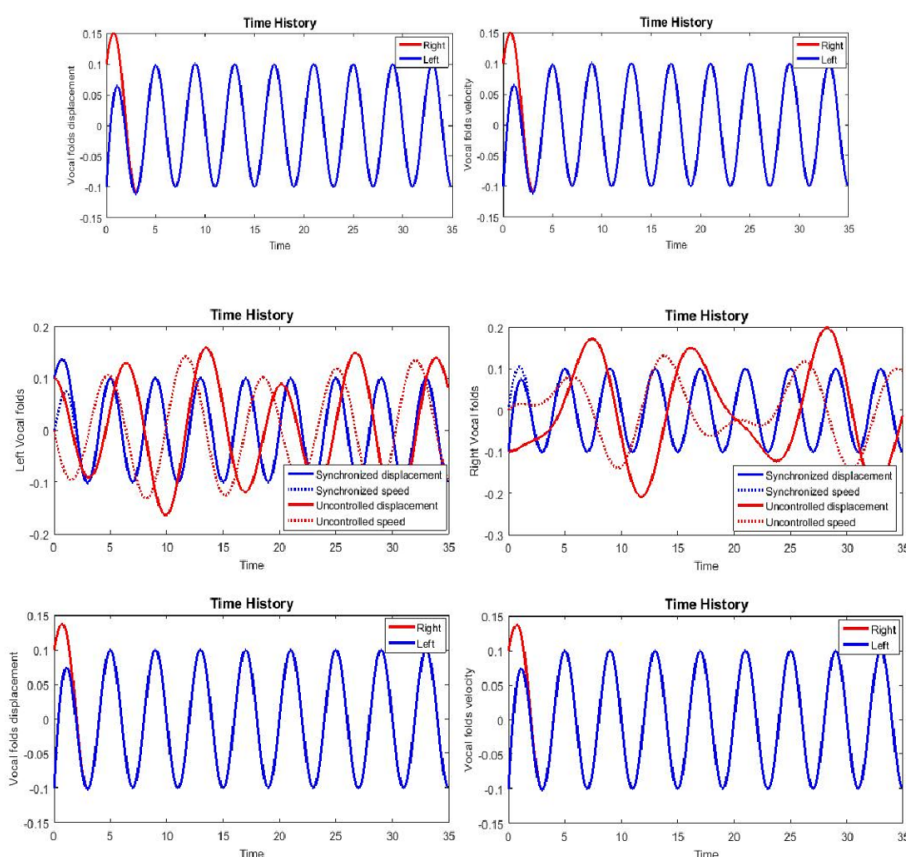 Time History
0.15
0.1
0.05
0
-0.05
-0.1
-0.15
Vocal folds displacement
0 5 10 15 20 25 30 35
Time
Right
Left
Time History
0.15
0.1
0.05
0
-0.05
-0.1
-0.15
Vocal folds velocity
0 5 10 15 20 25 30 35
Time
Right
Left
Time History
0.2
0.1
0
-0.1
-0.2
Left Vocal folds
0 5 10 15 20 25 30 35
Time
Synchronized displacement
Synchronized speed
Uncontrolled displacement
Uncontrolled speed
Time History
0.2
0.1
0
-0.1
-0.2
-0.3
Right Vocal folds
0 5 10 15 20 25 30 35
Time
Synchronized displacement
Synchronized speed
Uncontrolled displacement
Uncontrolled speed
Time History
0.15
0.1
0.05
0
-0.05
-0.1
-0.15
Vocal folds displacement
0 5 10 15 20 25 30 35
Time
Right
Left
Time History
0.15
0.1
0.05
0
-0.05
-0.1
-0.15
Vocal folds velocity
0 5 10 15 20 25 30 35
Time
Right
Left